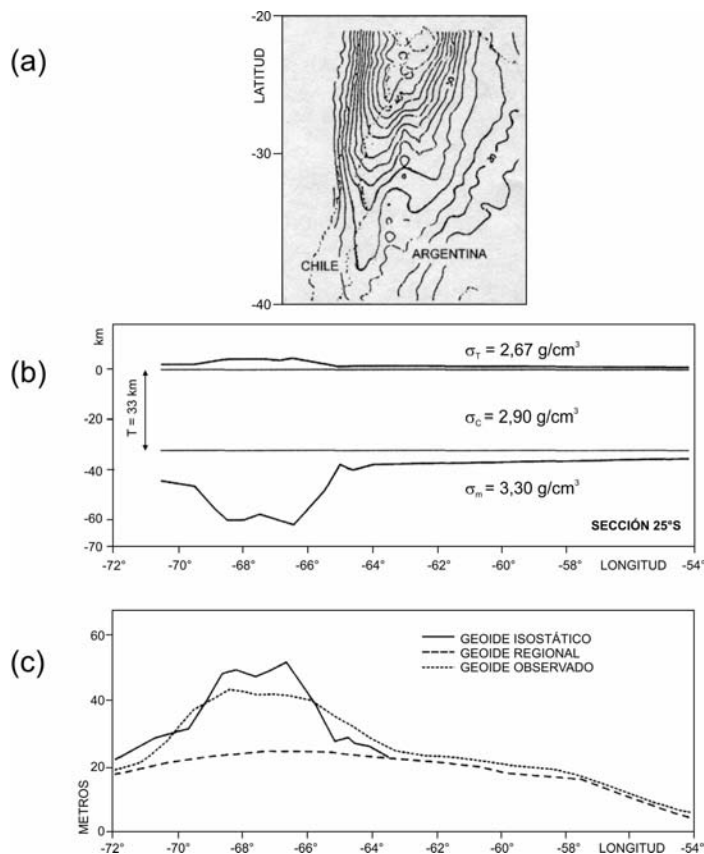 (a)
LATITUD
-20
-30
-40
CHILE
ARGENTINA
(b)
km
0
-20
-40
-60
-70
T = 33 km
σT = 2,67 g/cm³
σC = 2,90 g/cm³
σm = 3,30 g/cm³
SECCIÓN 25°S
-72 -70° -68° -66° -64° -62° -60° -58° LONGITUD -54°
(c)
METROS
60
40
20
0
GEOIDE ISOSTÁTICO
GEOIDE REGIONAL
GEOIDE OBSERVADO
-72 -70° -68° -66° -64° -62° -60° -58° LONGITUD -54°